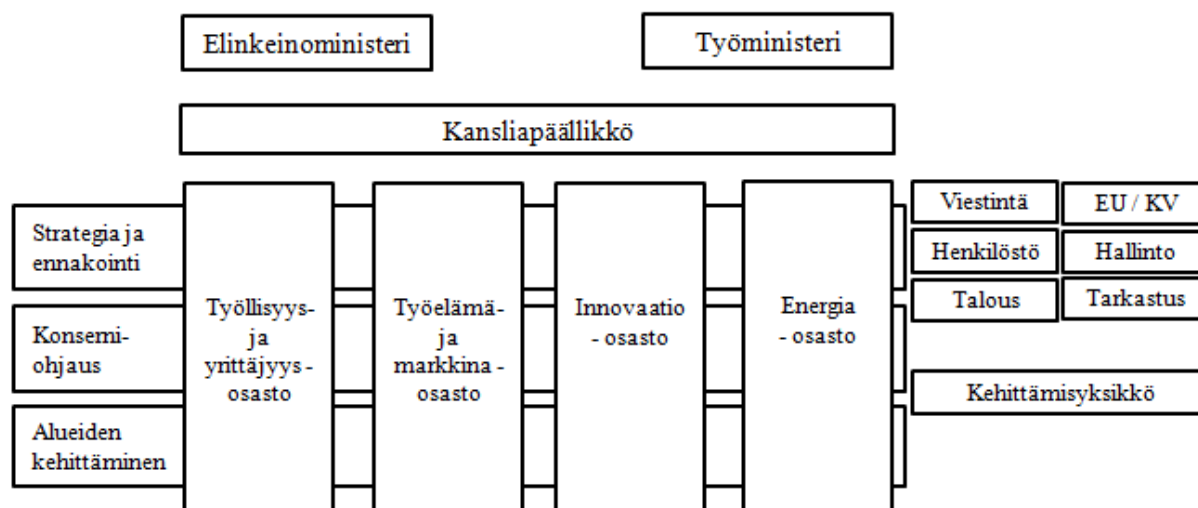 Elinkeinoministeri
Työministeri
Kansliapäällikkö
Strategia ja
ennakointi
Konserni-
ohjaus
Alueiden
kehittäminen
Työllisyys-
ja
yrittäjyys -
osasto
Työelämä-
ja
markkina -
osasto
Innovaatio
- osasto
Energia
- osasto
Viestintä
EU / KV
Henkilöstö
Hallinto
Talous
Tarkastus
Kehittämisyksikkö